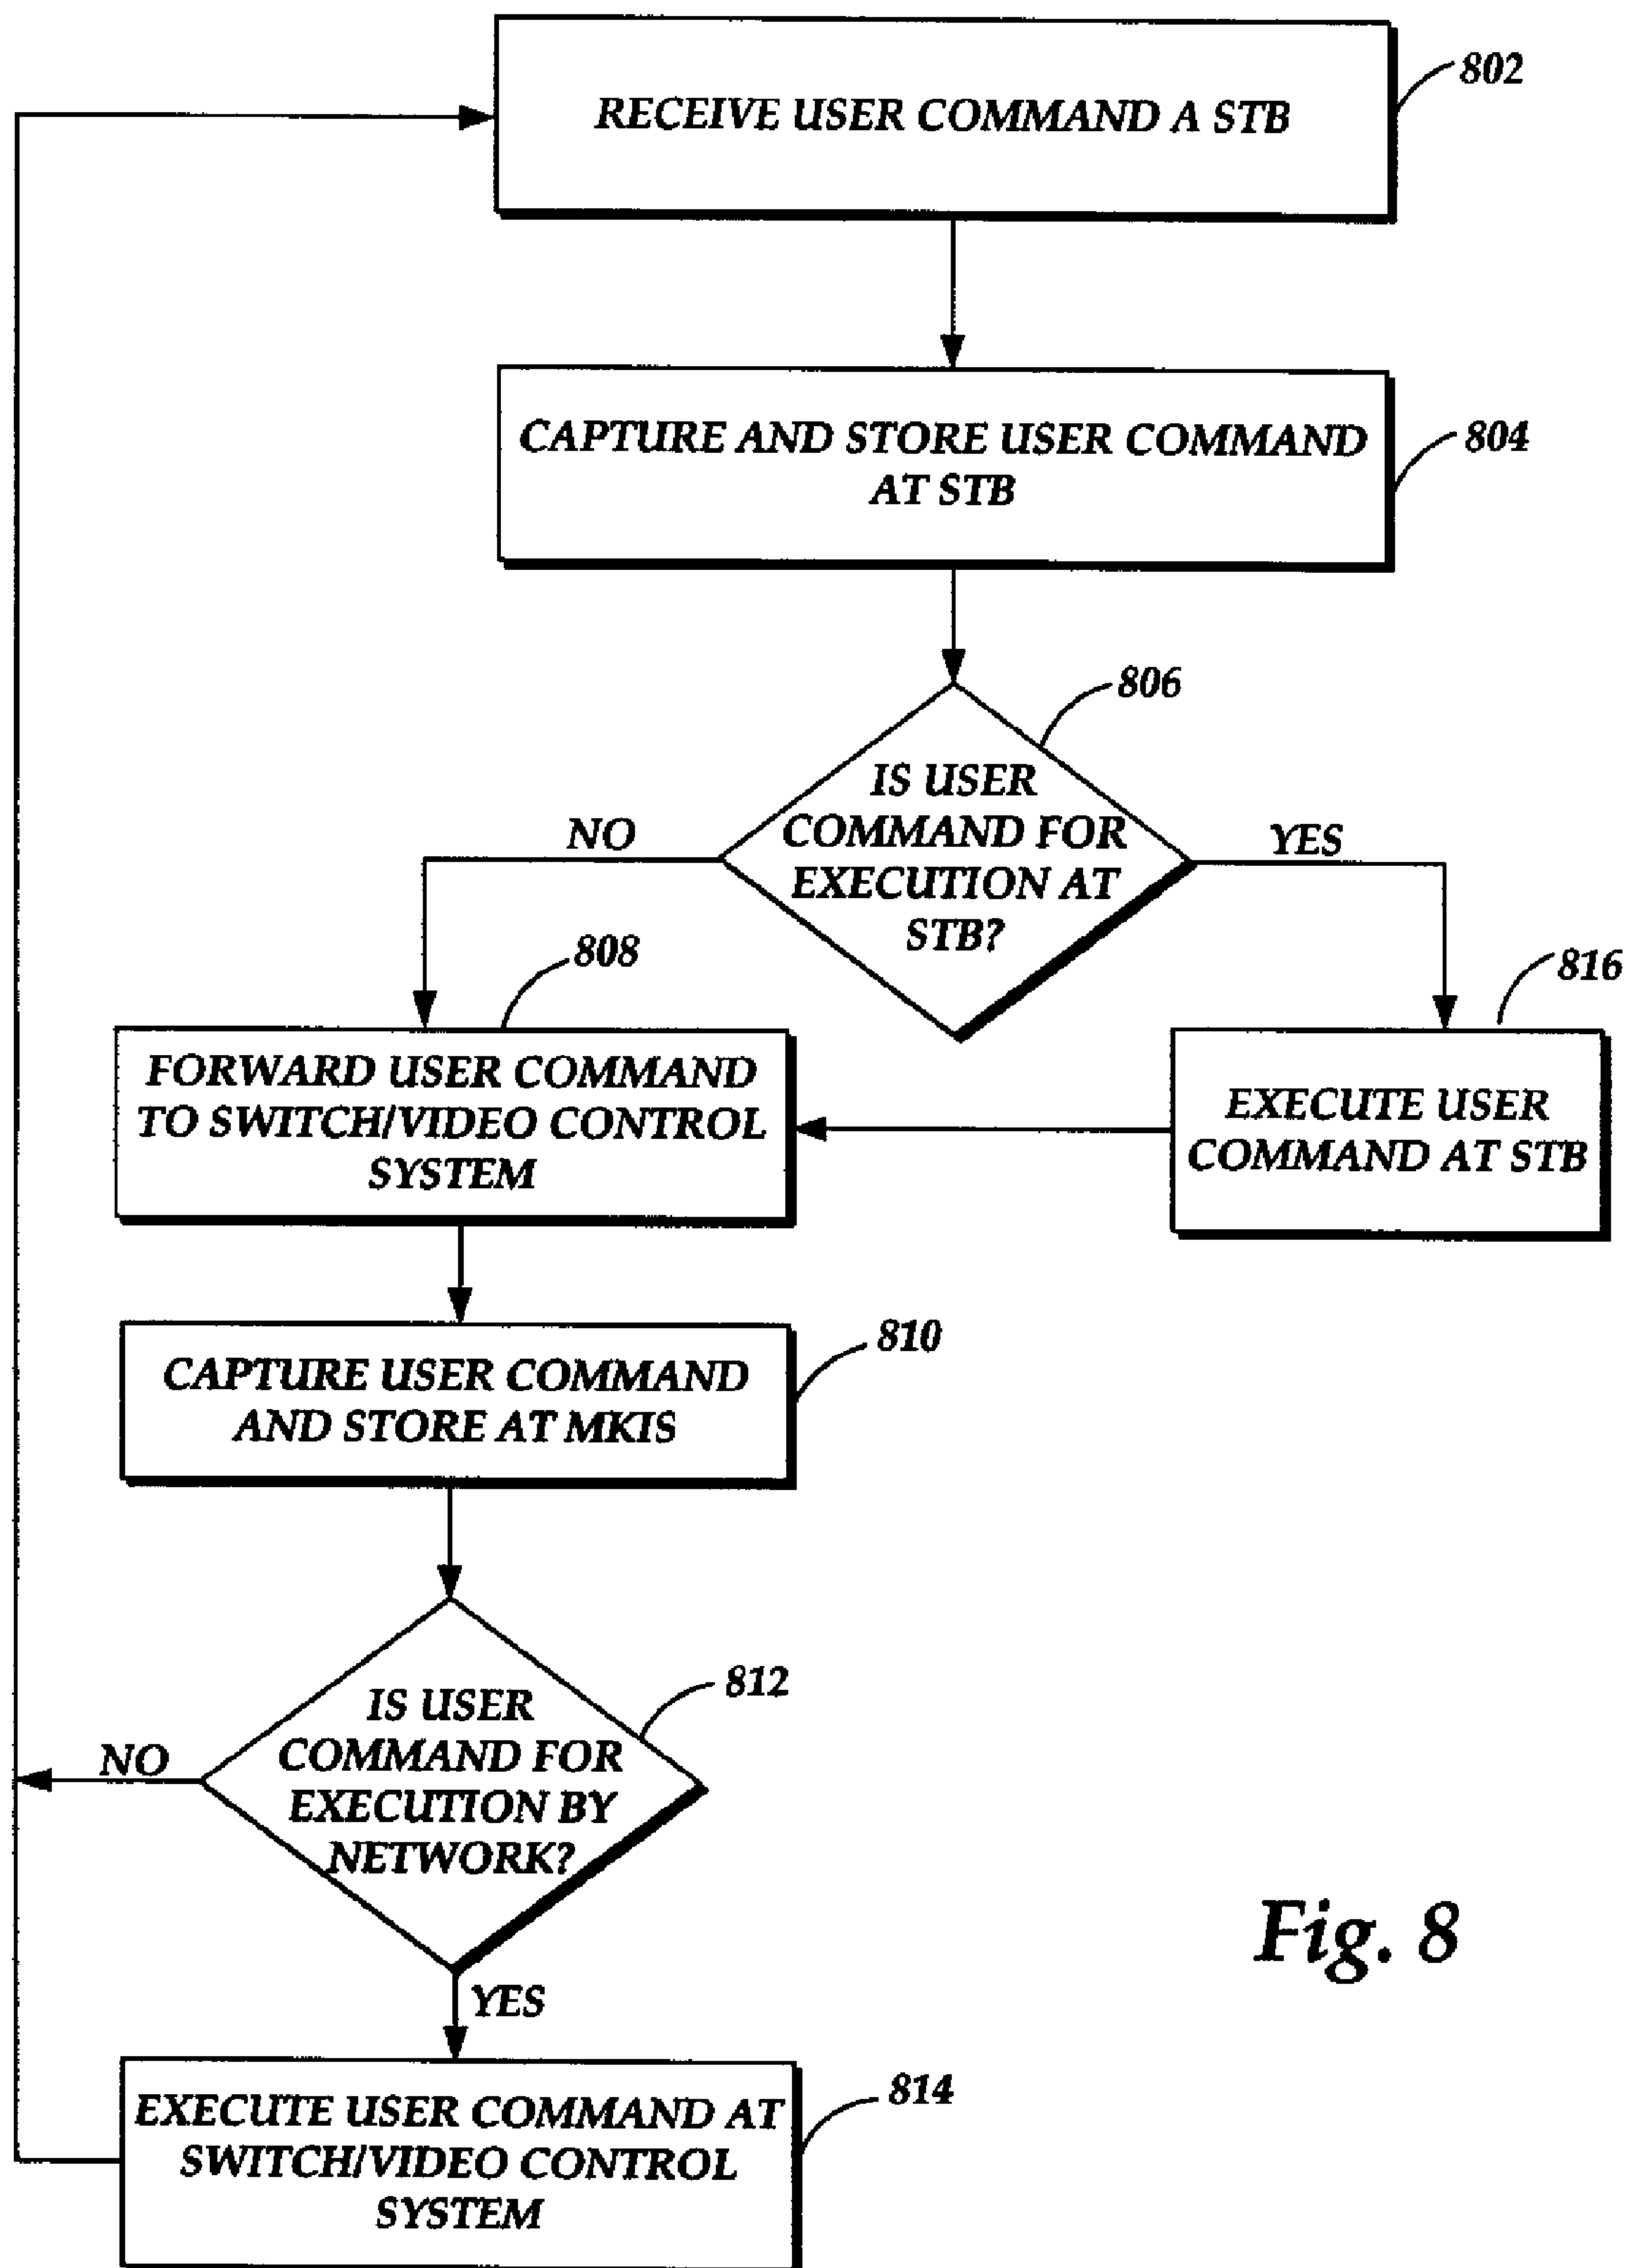 RECEIVE USER COMMAND A STB
802
CAPTURE AND STORE USER COMMAND
AT STB
804
806
IS USER
COMMAND FOR
EXECUTION AT
STB?
NO
YES
808
816
FORWARD USER COMMAND
TO SWITCH/VIDEO CONTROL
SYSTEM
EXECUTE USER
COMMAND AT STB
810
CAPTURE USER COMMAND
AND STORE AT MKIS
812
IS USER
COMMAND FOR
EXECUTION BY
NETWORK?
NO
YES
Fig. 8
814
EXECUTE USER COMMAND AT
SWITCH/VIDEO CONTROL
SYSTEM